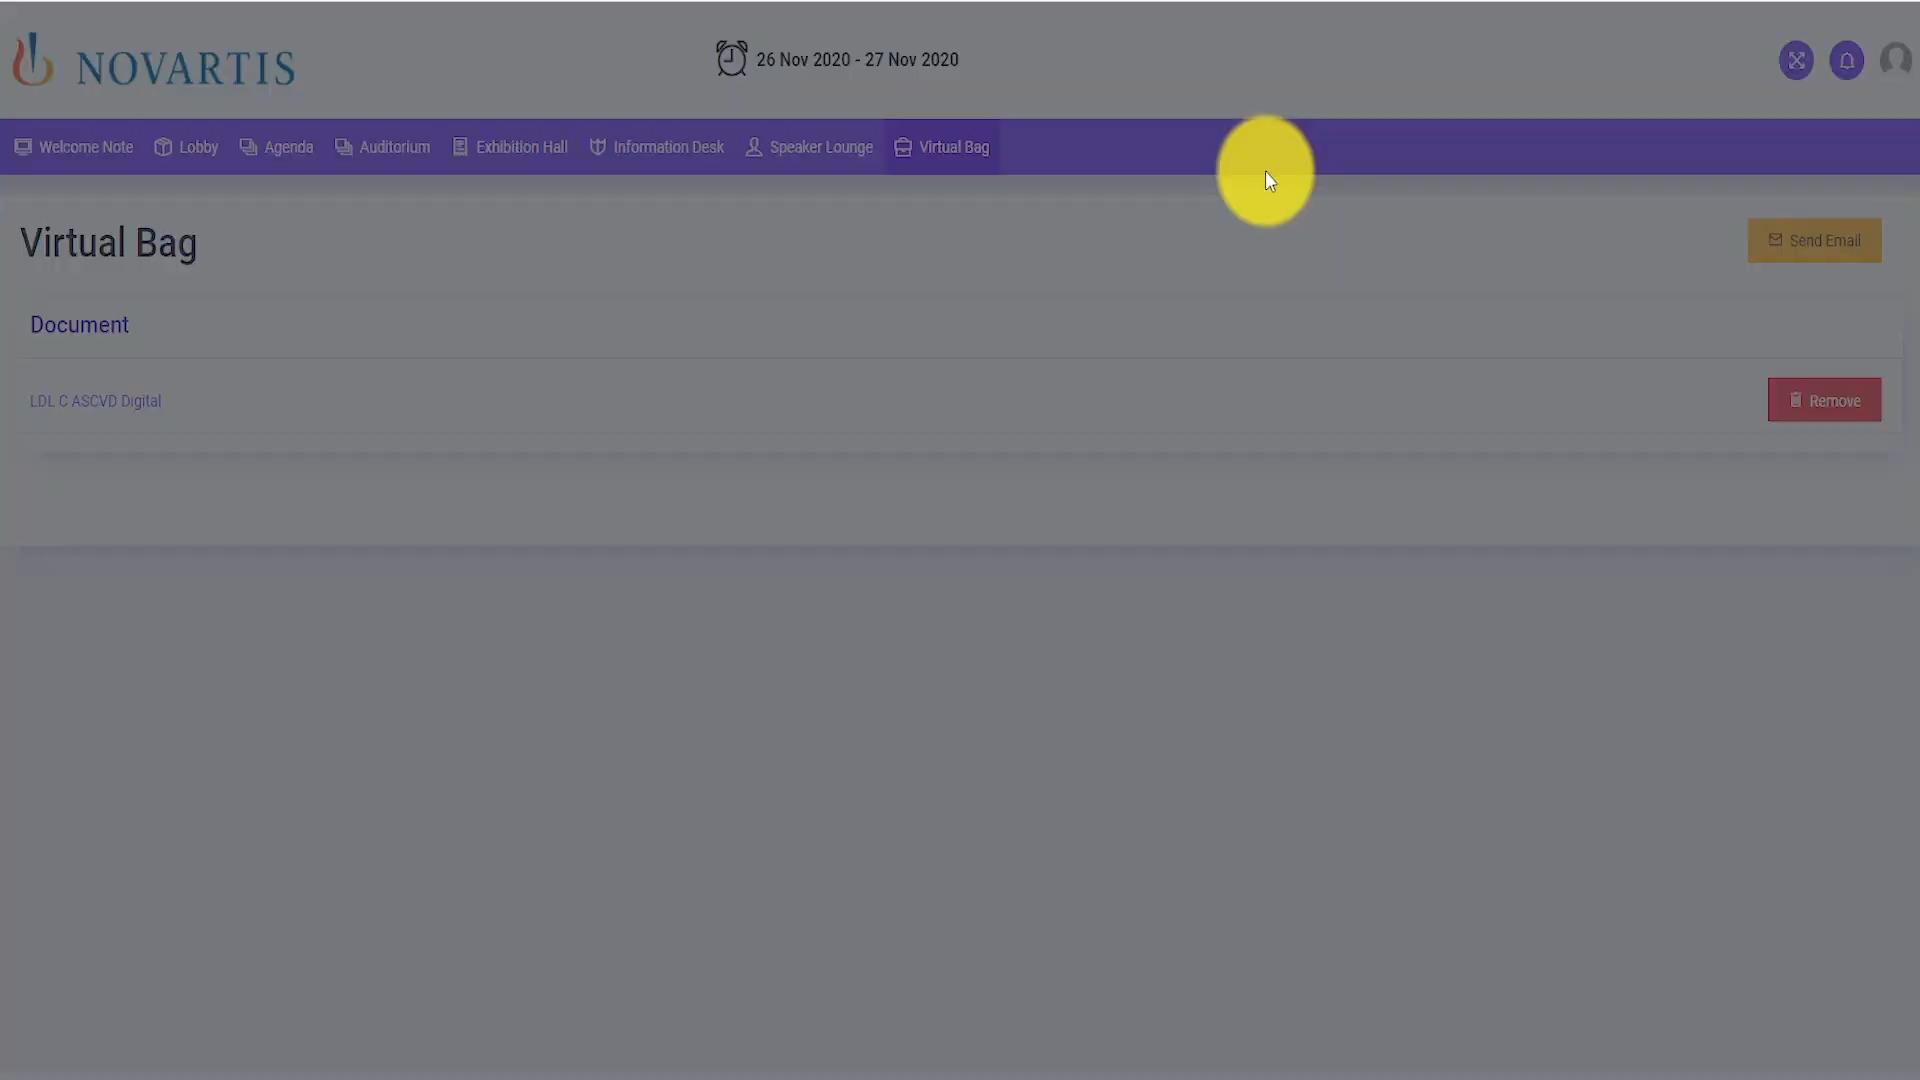 NOVARTIS
26 Nov 2020 - 27 Nov 2020
Welcome Note Lobby Agenda Auditorium Exhibition Hall Information Desk Speaker Lounge Virtual Bag
Virtual Bag
Send Email
Document
LDL C ASCVD Digital
Remove